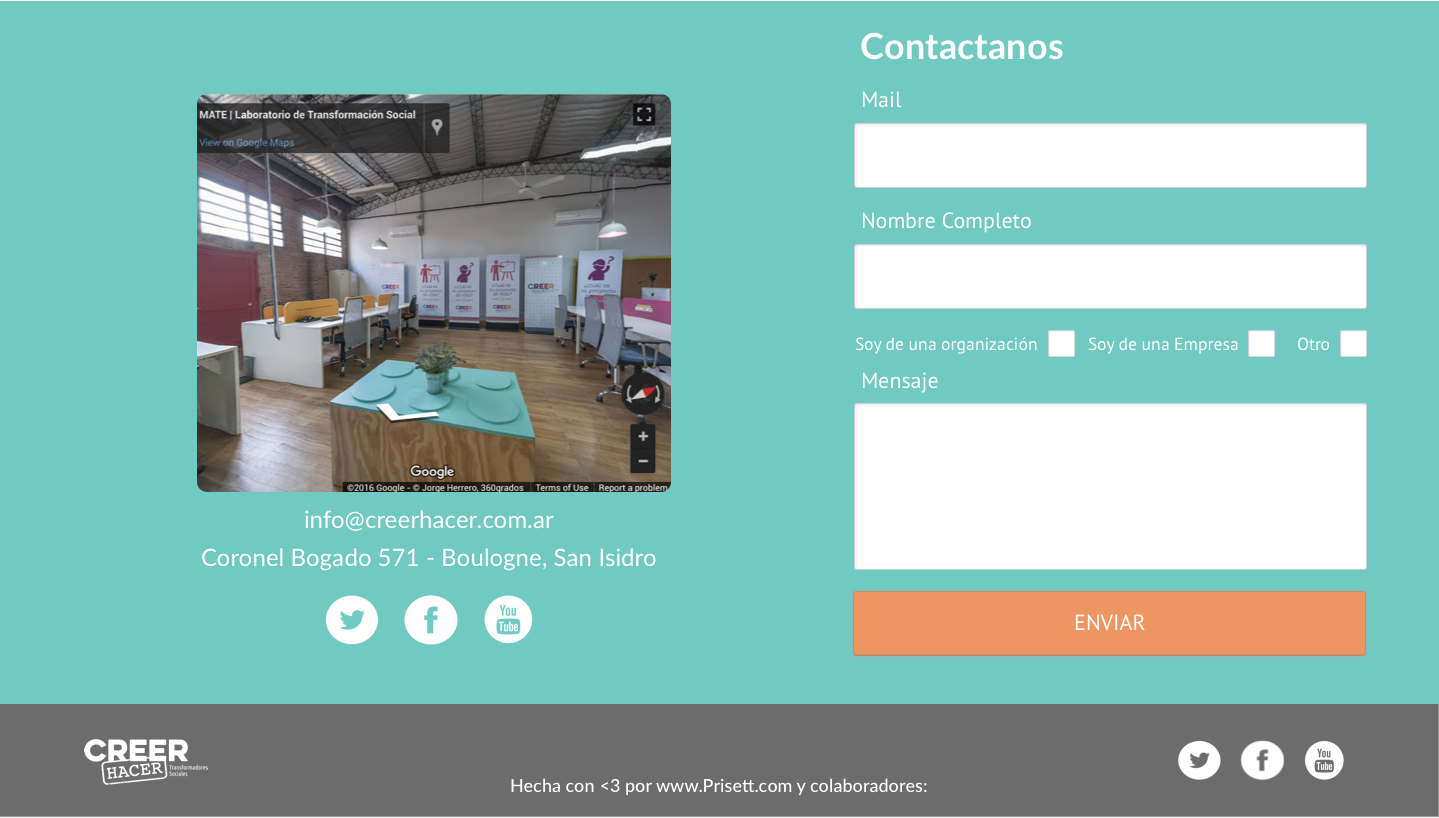 Contactanos
Mail
Nombre Completo
Soy de una organización
Soy de una Empresa
Otro
Mensaje
ENVIAR
MATE | Laboratorio de Transformación Social
View on Google Maps
CREER
Google
©2016 Google - © Jorge Herrero, 360grados
Terms of Use
Report a problem
info@creerhacer.com.ar
Coronel Bogado 571 - Boulogne, San Isidro
You
Tube
CREER
HACER
Transformadores
Sociales
Hecha con <3 por www.Prisett.com y colaboradores:
You
Tube